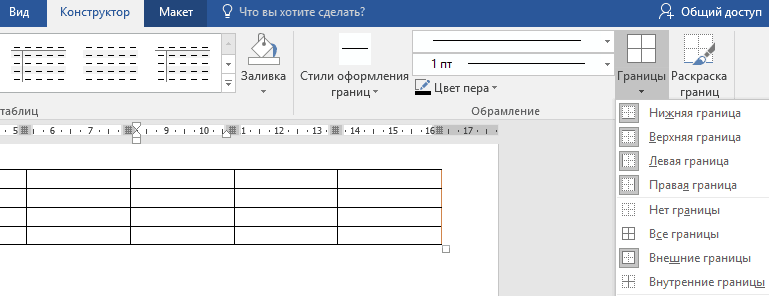 Вид Конструктор Макет Что вы хотите сделать? Общий доступ
Заливка
Стили оформления границ
1 пт
Цвет пера
Границы
Раскраска границ
таблиц
Обрамление
5 6 7 8 9 10 11 12 13 14 15 16 17
Нижняя граница
Верхняя граница
Левая граница
Правая граница
Нет границы
Все границы
Внешние границы
Внутренние границы